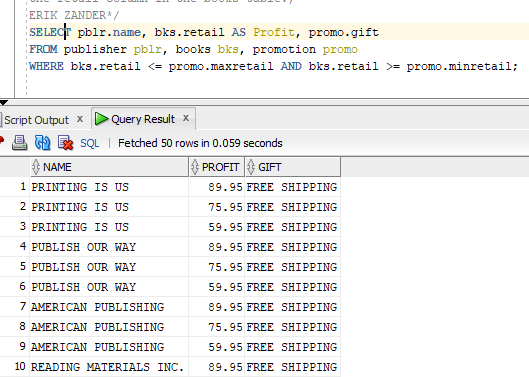 ERIK ZANDER*/
SELECT pblr.name, bks.retail AS Profit, promo.gift
FROM publisher pblr, books bks, promotion promo
WHERE bks.retail <= promo.maxretail AND bks.retail >= promo.minretail;
Script Output x Query Result x
SQL | Fetched 50 rows in 0.059 seconds
NAME PROFIT GIFT
1 PRINTING IS US 89.95 FREE SHIPPING
2 PRINTING IS US 75.95 FREE SHIPPING
3 PRINTING IS US 59.95 FREE SHIPPING
4 PUBLISH OUR WAY 89.95 FREE SHIPPING
5 PUBLISH OUR WAY 75.95 FREE SHIPPING
6 PUBLISH OUR WAY 59.95 FREE SHIPPING
7 AMERICAN PUBLISHING 89.95 FREE SHIPPING
8 AMERICAN PUBLISHING 75.95 FREE SHIPPING
9 AMERICAN PUBLISHING 59.95 FREE SHIPPING
10 READING MATERIALS INC. 89.95 FREE SHIPPING